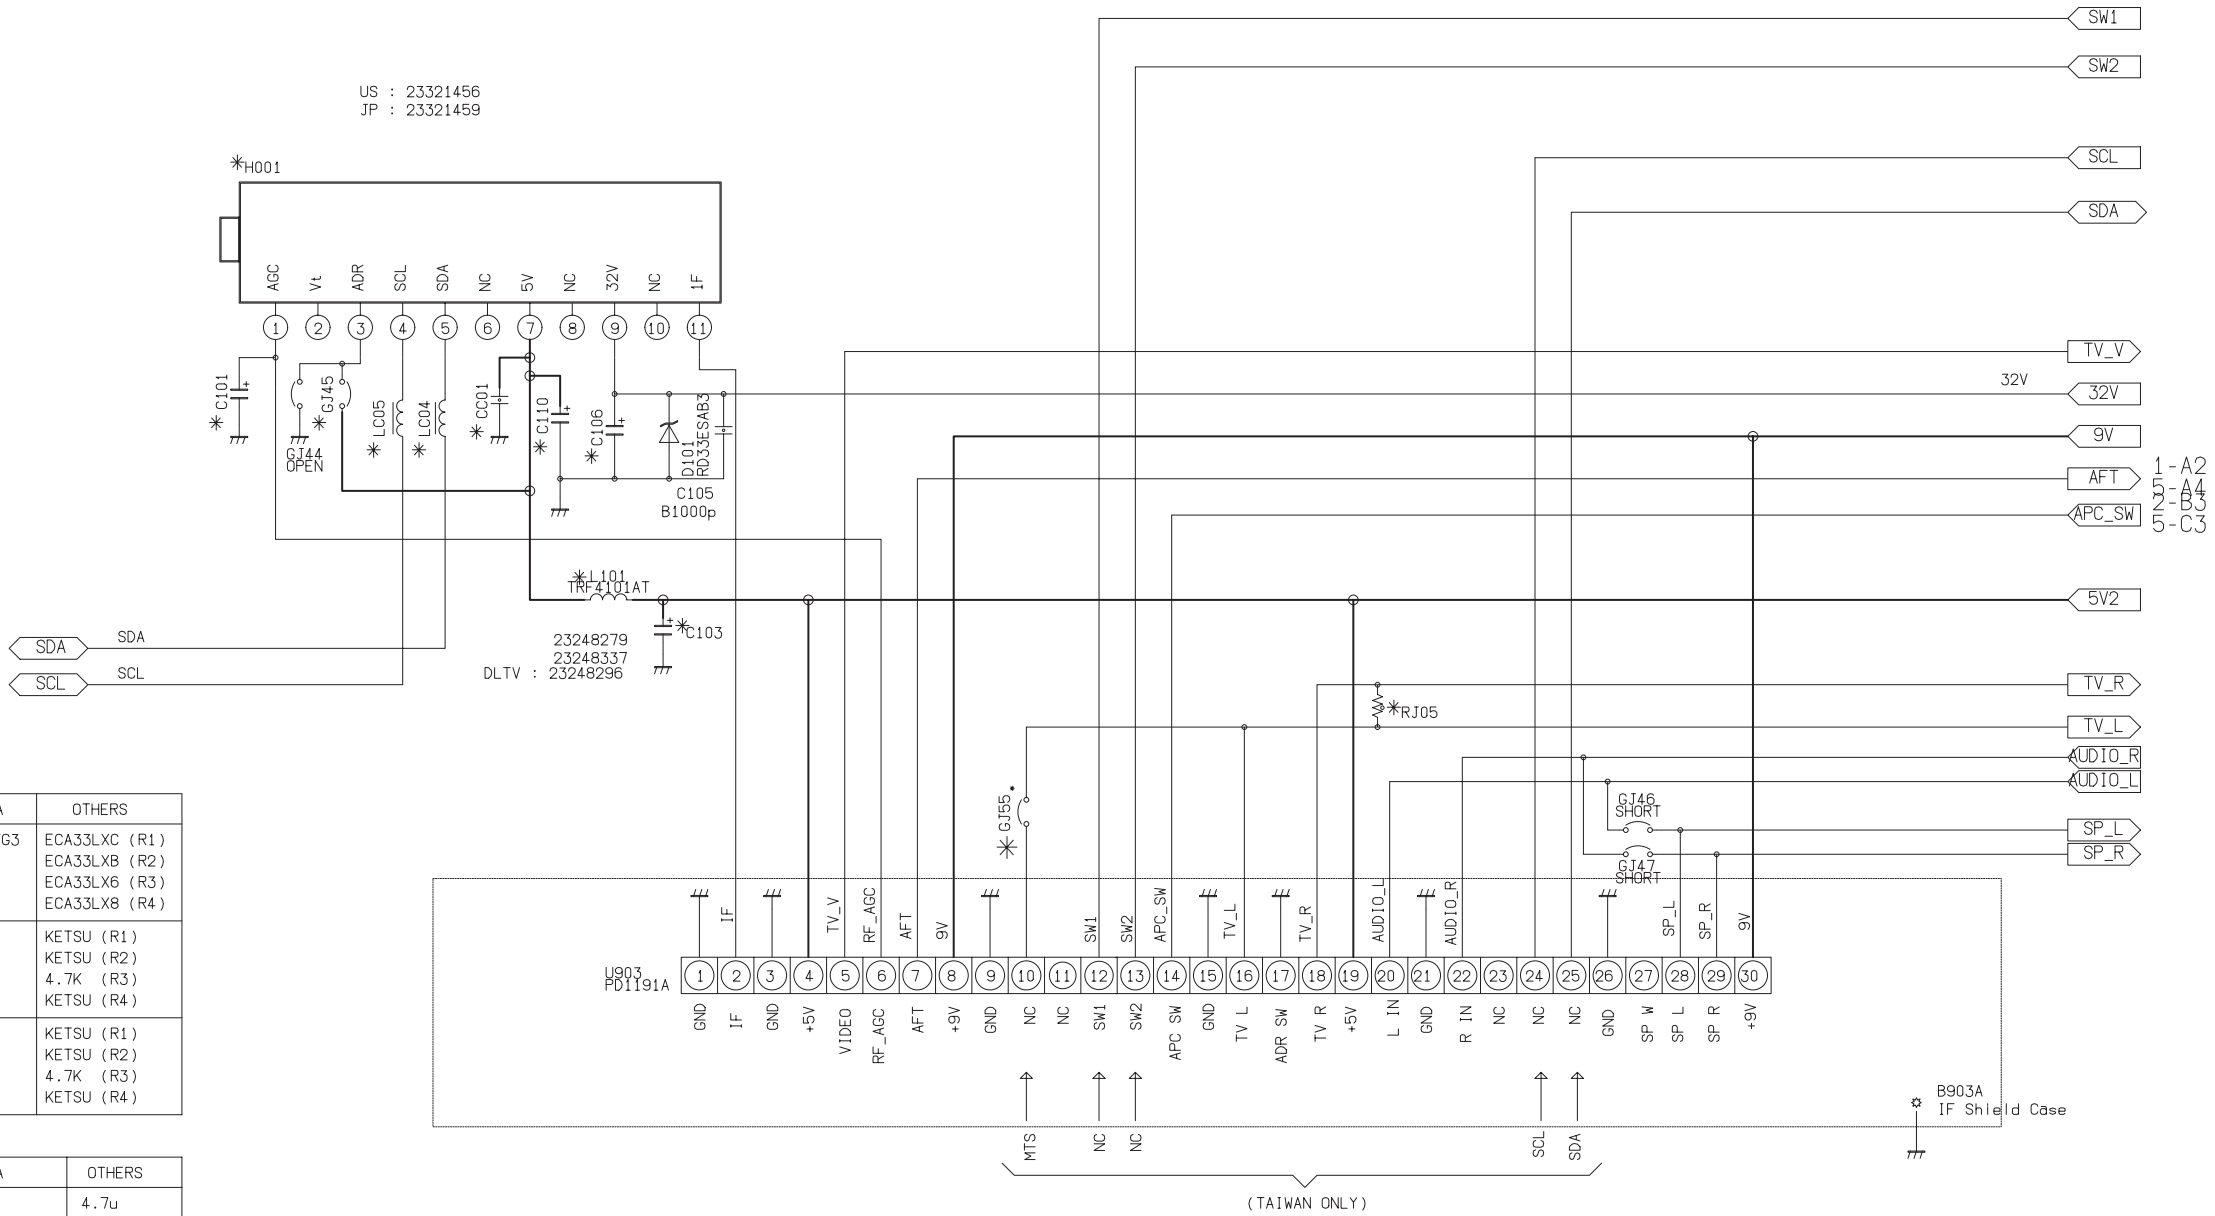 SW1
SW2
US : 23321456
JP : 23321459
SCL
*H001
SDA
AGC
Vt
ADR
SCL
SDA
NC
5V
NC
32V
NC
1F
1
2
3
4
5
6
7
8
9
10
11
TV_V
32V
32V
9V
AFT
1-A2
5-A4
APC_SW
2-B3
5-C3
*C101
GJ44
OPEN
*GJ45
*LC05
*LC04
*CC01
*C110
*C106
D101
RD33ESAB3
C105
B1000p
*L101
TRF4101AT
5V2
*C103
23248279
23248337
DLTV : 23248296
SDA
SDA
SCL
SCL
TV_R
*RJ05
TV_L
AUDIO_R
AUDIO_L
GJ46
SHORT
SP_L
GJ47
SHORT
SP_R
*GJ55*
A
OTHERS
G3
ECA33LXC (R1)
ECA33LXB (R2)
ECA33LX6 (R3)
ECA33LX8 (R4)
KETSU (R1)
KETSU (R2)
4.7K (R3)
KETSU (R4)
KETSU (R1)
KETSU (R2)
4.7K (R3)
KETSU (R4)
A
OTHERS
4.7u
IF
TV_V
RF_AGC
AFT
9V
SW1
SW2
APC_SW
TV_L
TV_R
AUDIO_L
AUDIO_R
SP_L
SP_R
9V
U903
PD1191A
1
2
3
4
5
6
7
8
9
10
11
12
13
14
15
16
17
18
19
20
21
22
23
24
25
26
27
28
29
30
GND
IF
GND
+5V
VIDEO
RF_AGC
AFT
+9V
GND
NC
NC
SW1
SW2
APC SW
GND
TV L
ADR SW
TV R
+5V
L IN
GND
R IN
NC
NC
NC
GND
SP W
SP L
SP R
+9V
MTS
NC
NC
SCL
SDA
(TAIWAN ONLY)
B903A
IF Shield Case